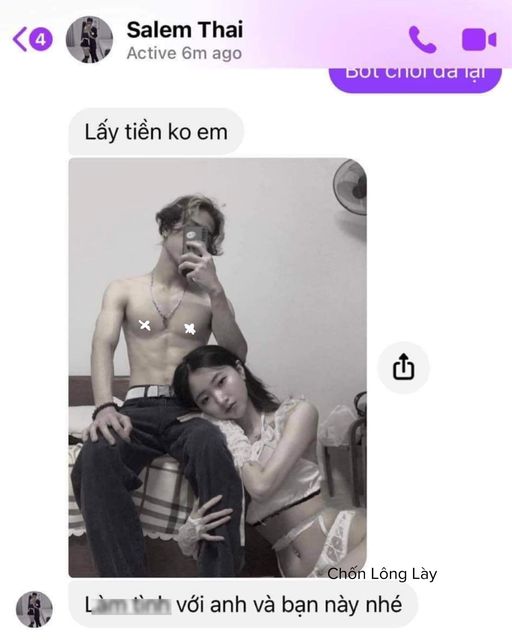 4
Salem Thai
Active 6m ago
Bớt chơi đá lại
Lấy tiền ko em
Chốn Lông Lày
với anh và bạn này nhé